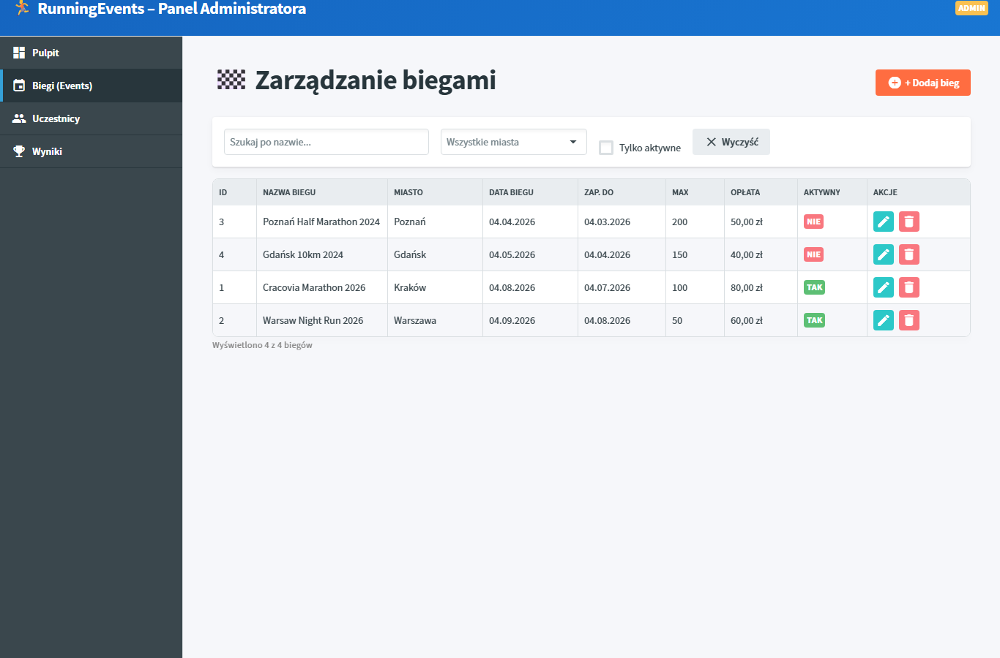 RunningEvents – Panel Administratora
ADMIN
Pulpit
Biegi (Events)
Uczestnicy
Wyniki
Zarządzanie biegami
+ Dodaj bieg
Szukaj po nazwie...
Wszystkie miasta
Tylko aktywne
Wyczyść
ID NAZWA BIEGU MIASTO DATA BIEGU ZAP. DO MAX OPŁATA AKTYWNY AKCJE
3 Poznań Half Marathon 2024 Poznań 04.04.2026 04.03.2026 200 50,00 zł NIE
4 Gdańsk 10km 2024 Gdańsk 04.05.2026 04.04.2026 150 40,00 zł NIE
1 Cracovia Marathon 2026 Kraków 04.08.2026 04.07.2026 100 80,00 zł TAK
2 Warsaw Night Run 2026 Warszawa 04.09.2026 04.08.2026 50 60,00 zł TAK
Wyświetlono 4 z 4 biegów